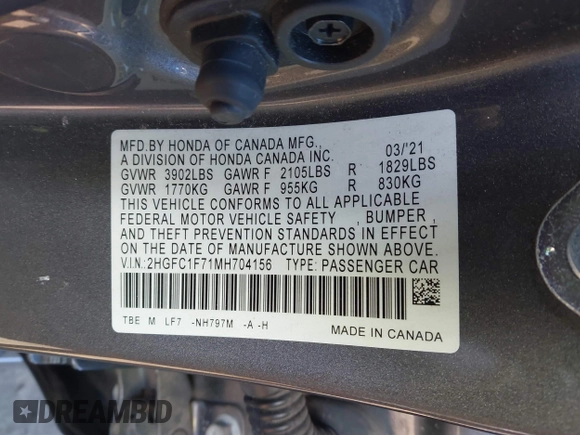 MFD. BY HONDA OF CANADA MFG., 03/'21
A DIVISION OF HONDA CANADA INC.
GVWR 3902LBS GAWR F 2105LBS R 1829LBS
GVWR 1770KG GAWR F 955KG R 830KG
THIS VEHICLE CONFORMS TO ALL APPLICABLE
FEDERAL MOTOR VEHICLE SAFETY , BUMPER ,
AND THEFT PREVENTION STANDARDS IN EFFECT
ON THE DATE OF MANUFACTURE SHOWN ABOVE.
V.I.N: 2HGFC1F71MH704156 TYPE: PASSENGER CAR
TBE M LF7 -NH797M -A -H
MADE IN CANADA
DREAMBID